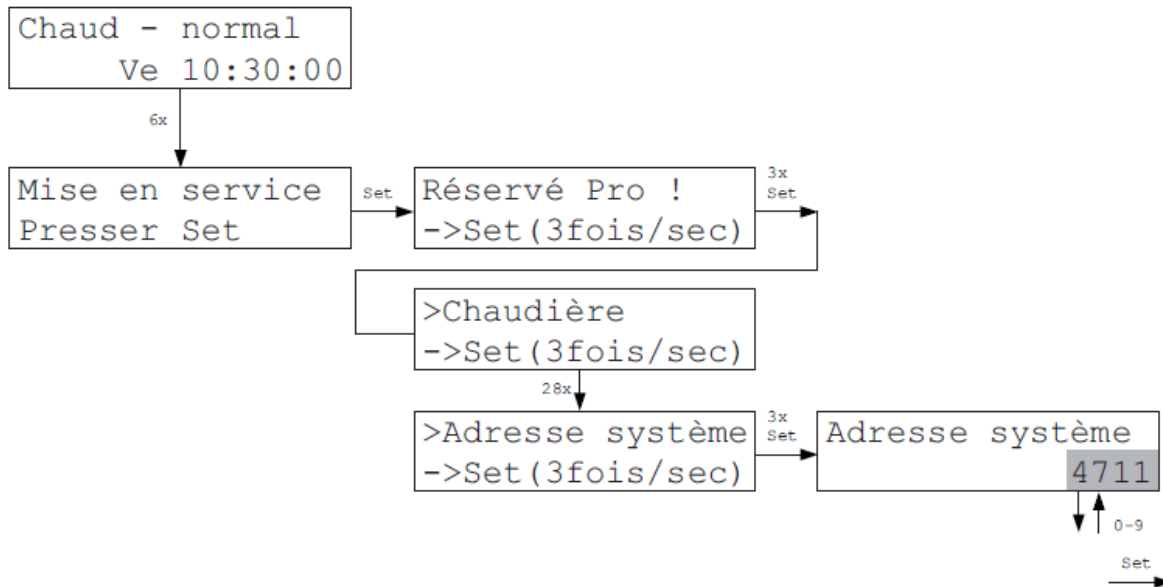 Chaud - normal
Ve 10:30:00
6x
Mise en service
Presser Set
Set
Réservé Pro !
->Set(3fois/sec)
3x
Set
>Chaudière
->Set(3fois/sec)
28x
>Adresse système
->Set(3fois/sec)
3x
Set
Adresse système
4711
0-9
Set